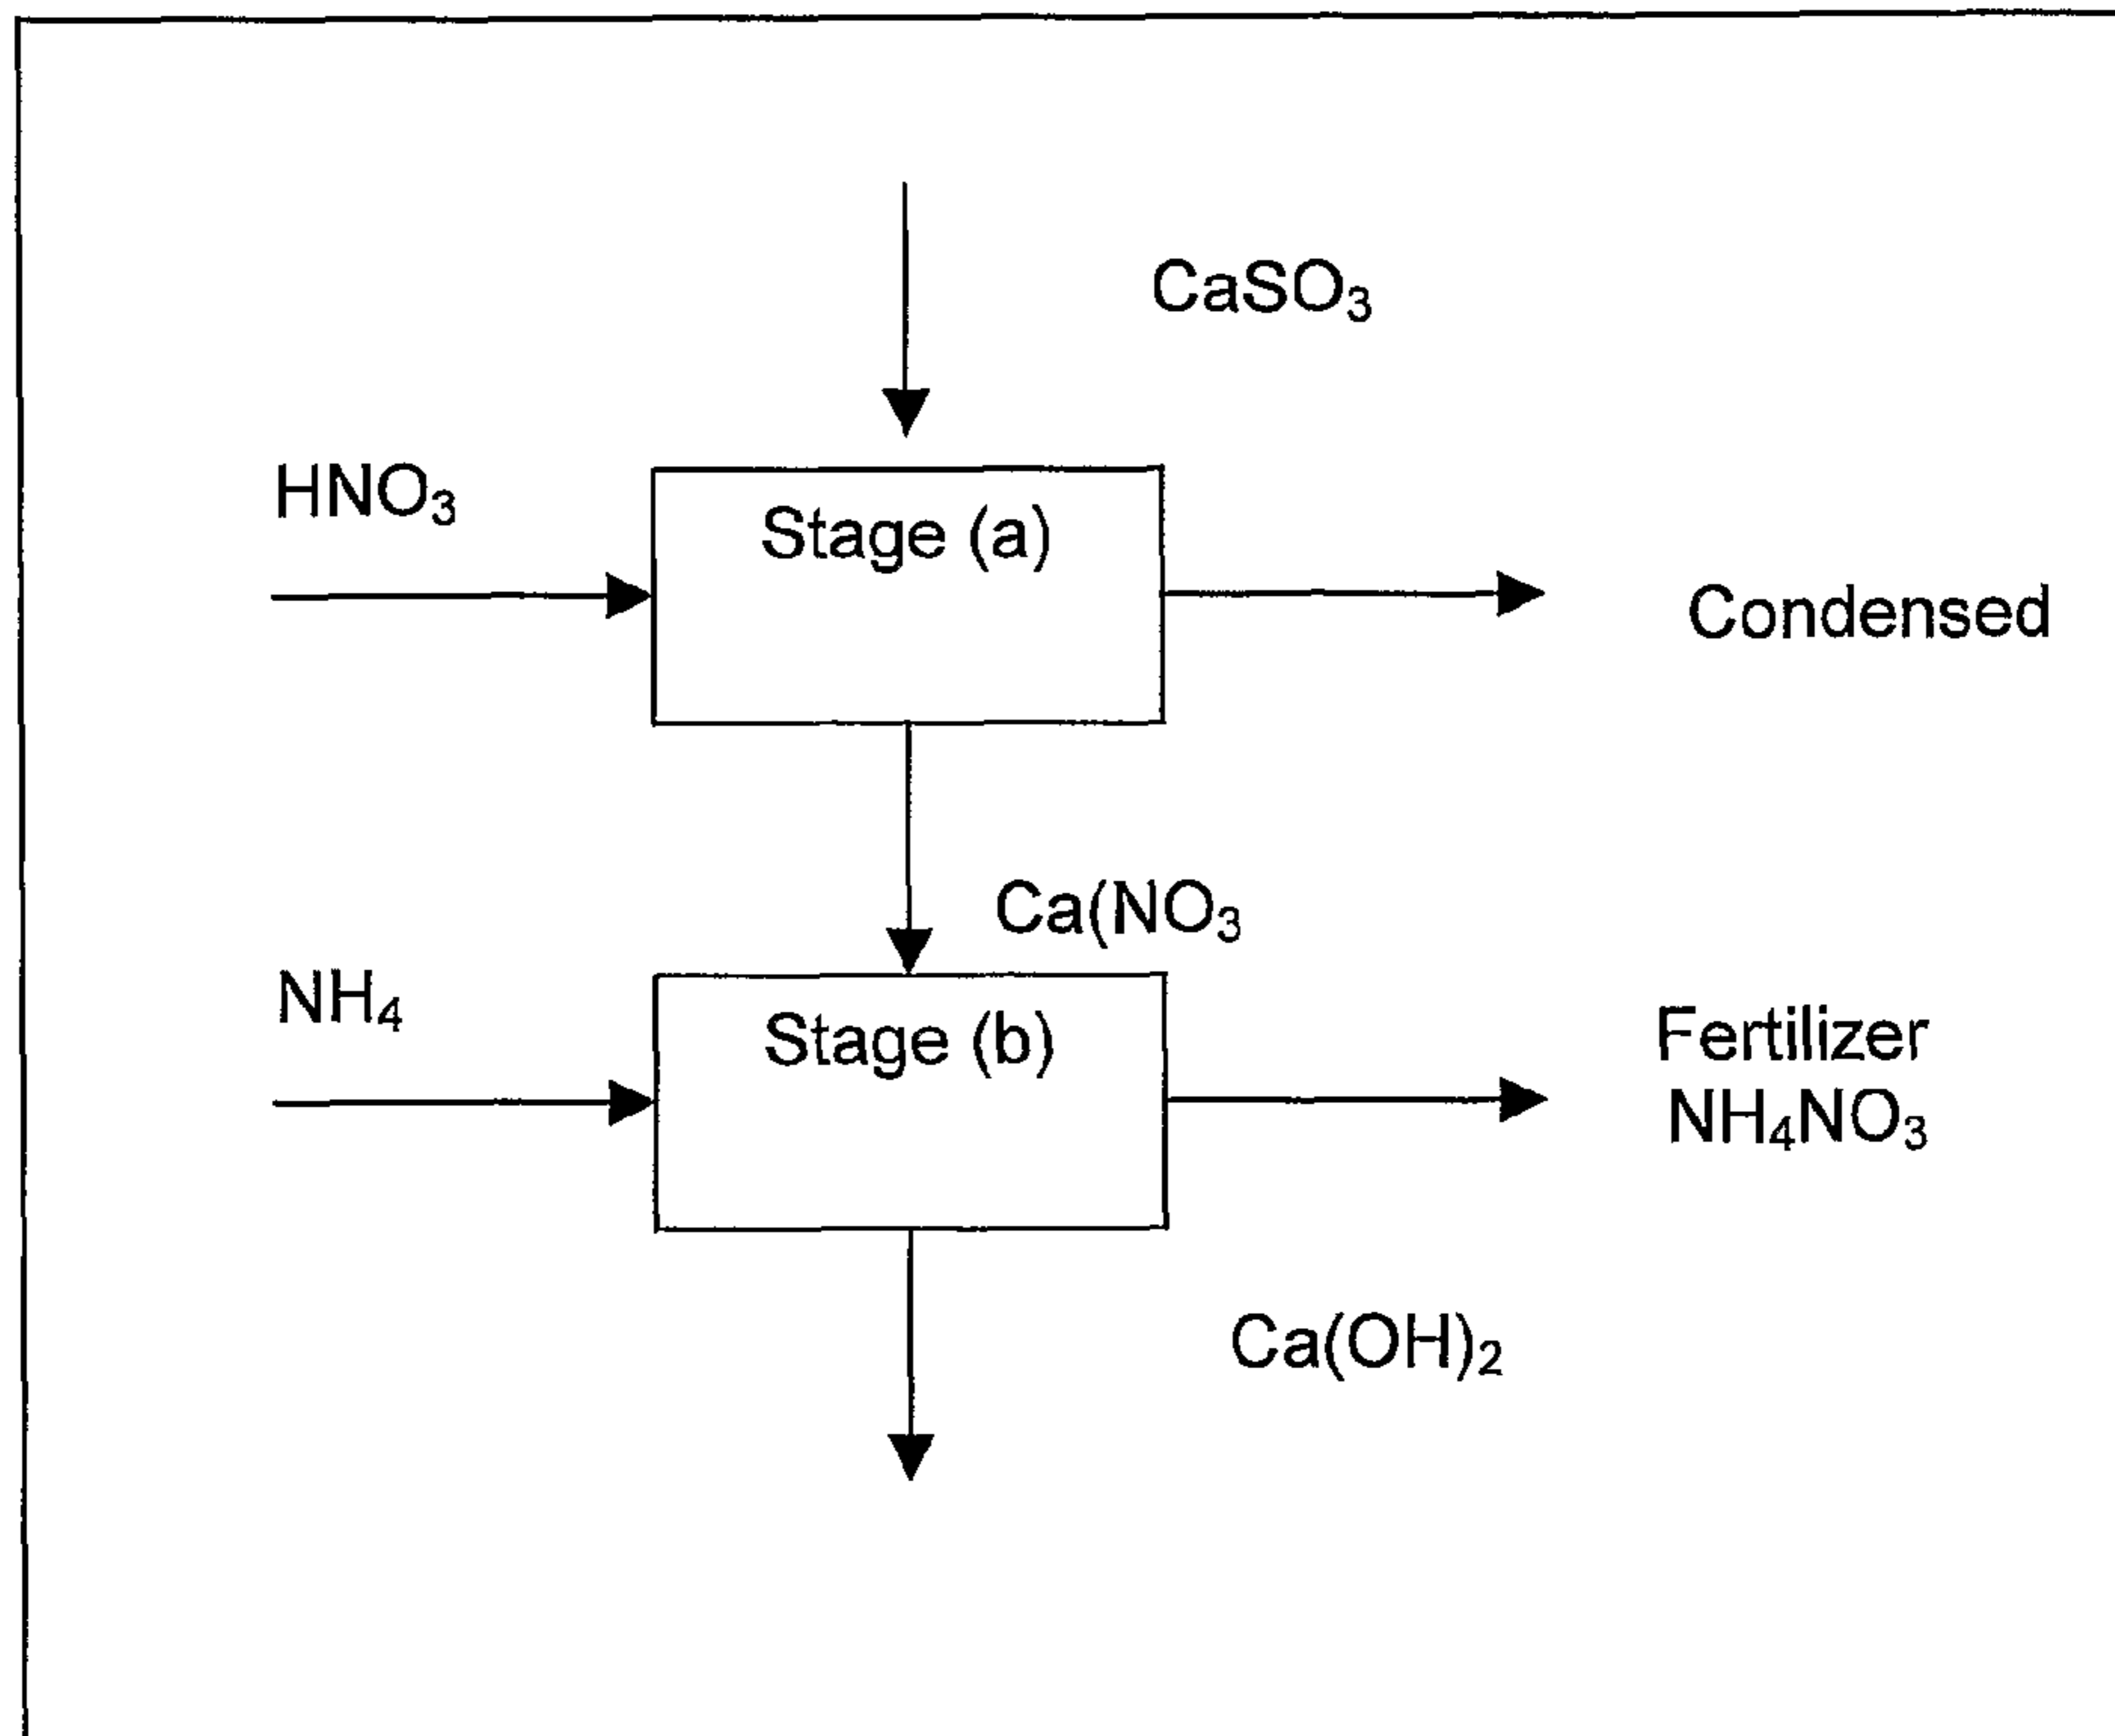 CaSO₃
HNO₃
Stage (a)
Condensed
Ca(NO₃
NH₄
Stage (b)
Fertilizer
NH₄NO₃
Ca(OH)₂